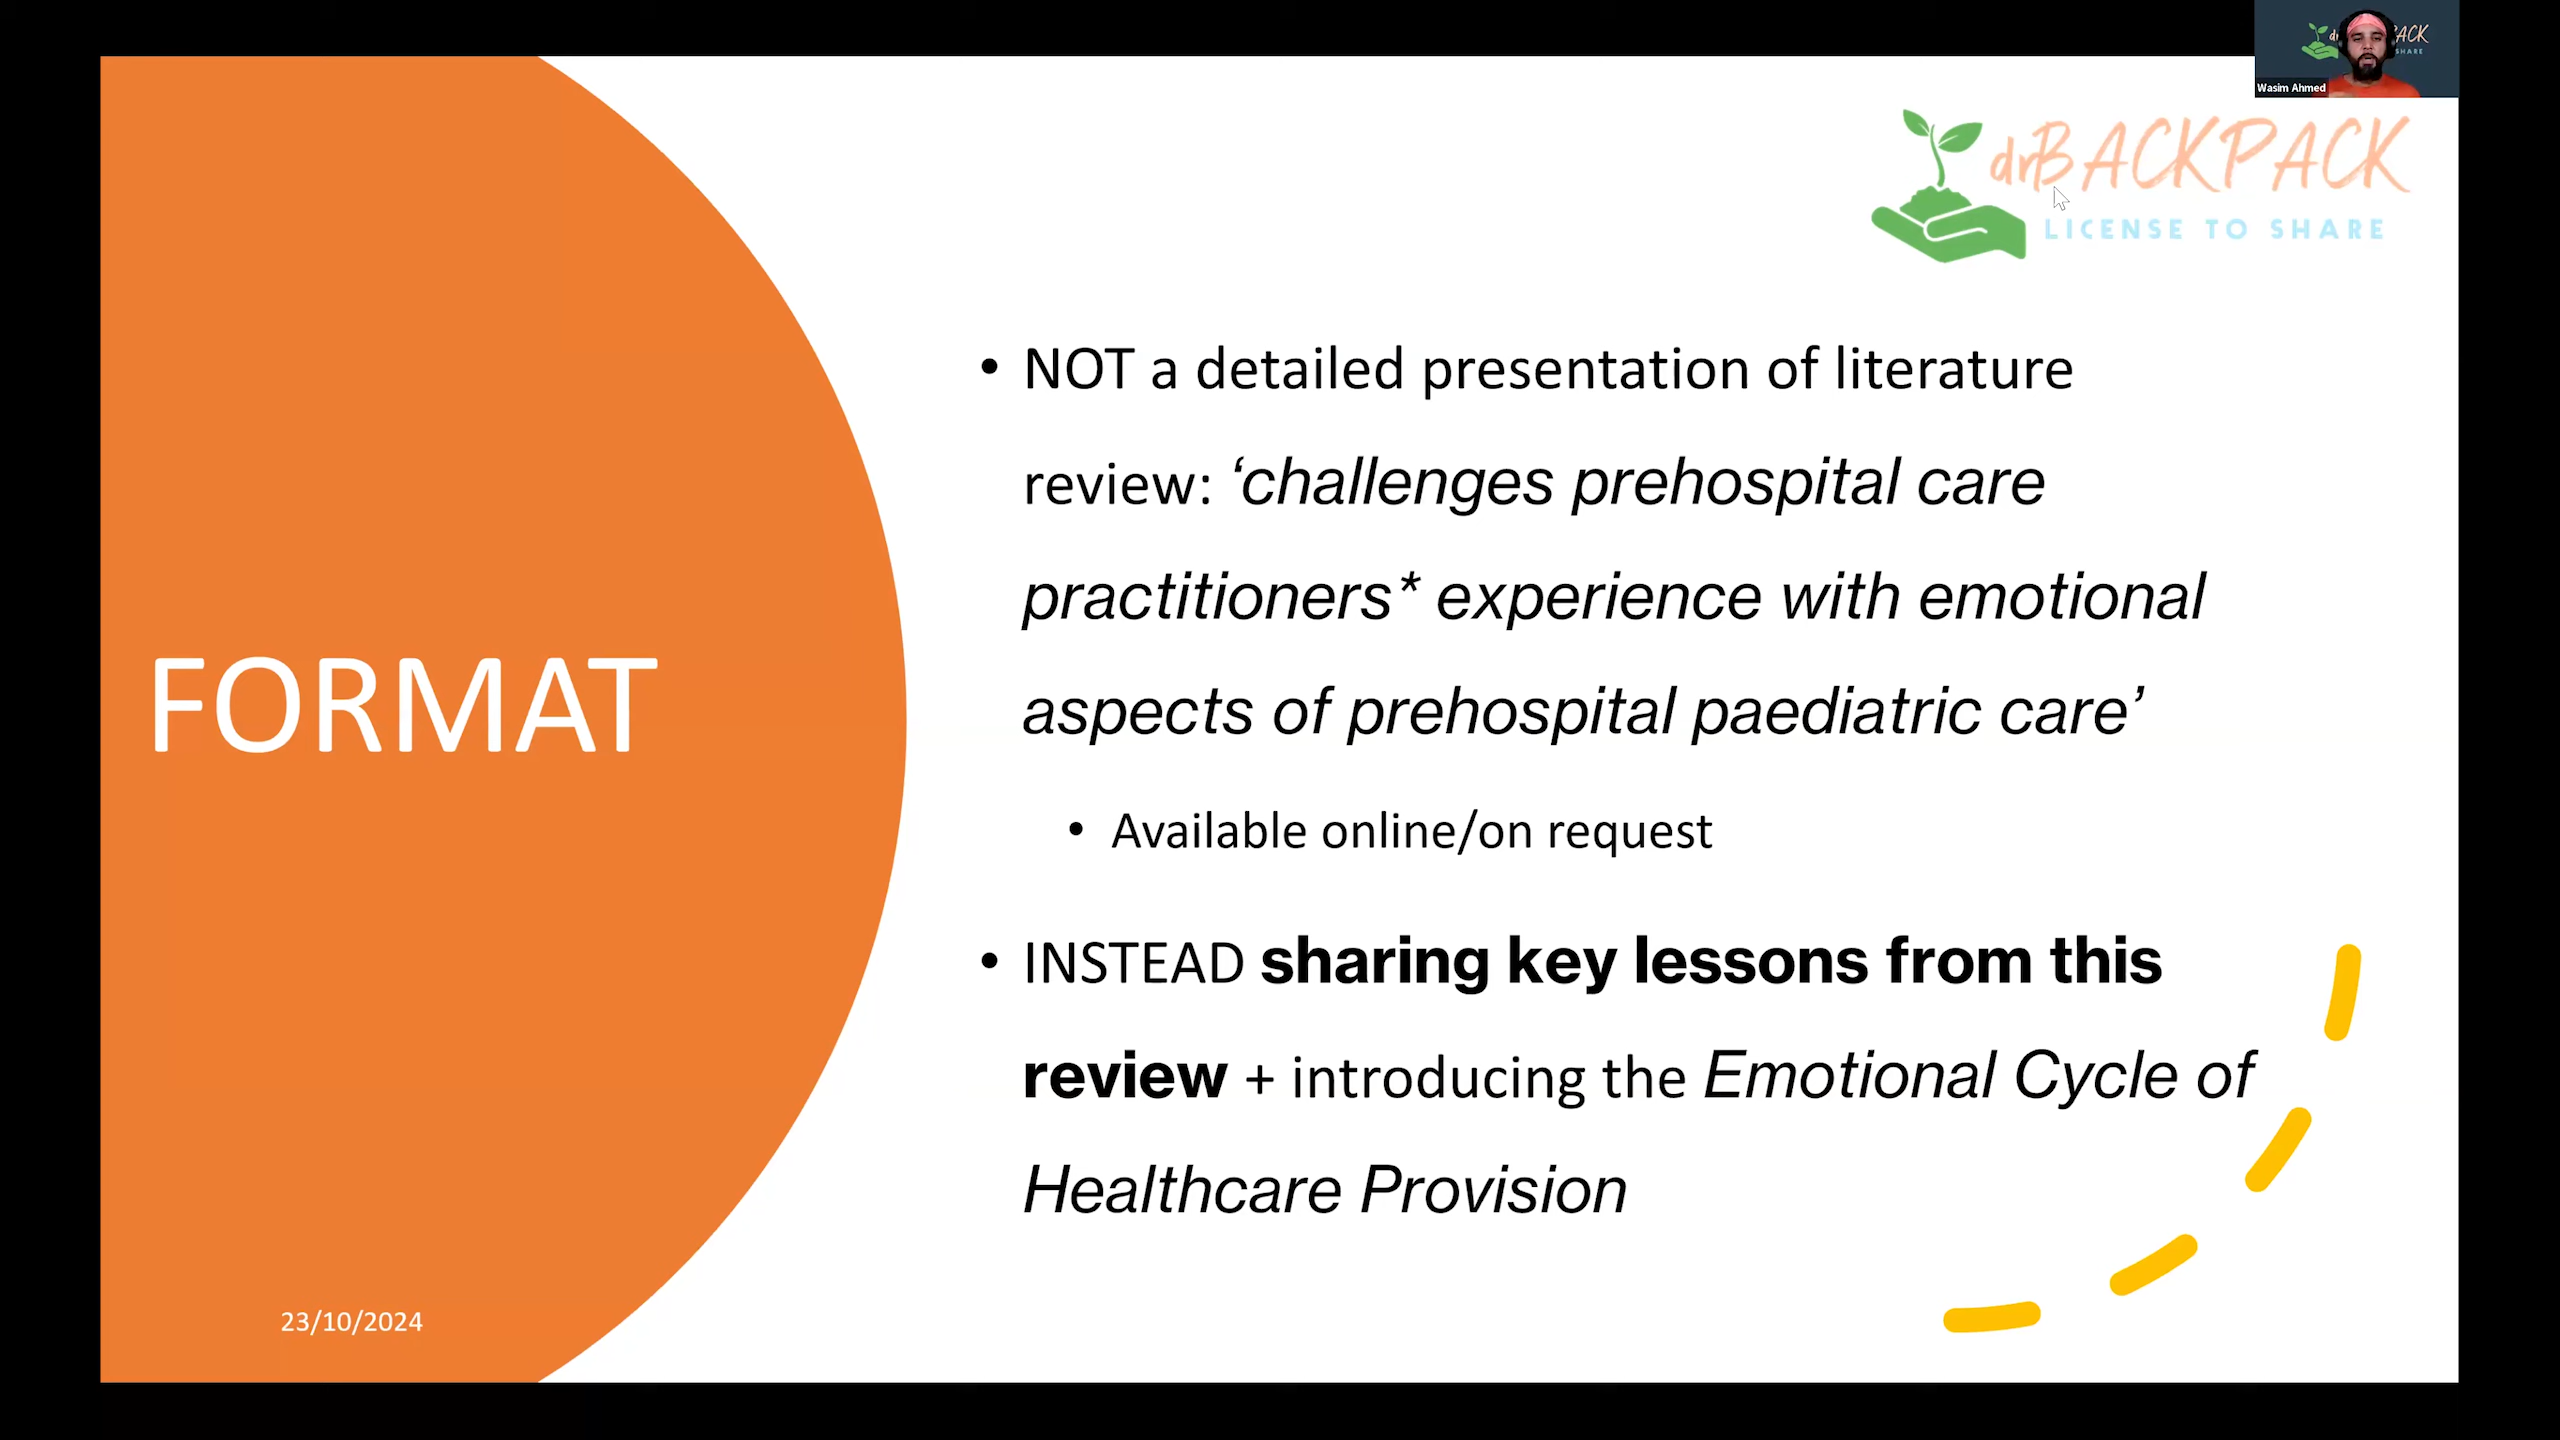 ACK
SHARE
Wasim Ahmed
drBACKPACK
LICENSE TO SHARE
• NOT a detailed presentation of literature
review: ‘challenges prehospital care
practitioners* experience with emotional
aspects of prehospital paediatric care’
• Available online/on request
FORMAT
• INSTEAD sharing key lessons from this
review + introducing the Emotional Cycle of
Healthcare Provision
23/10/2024